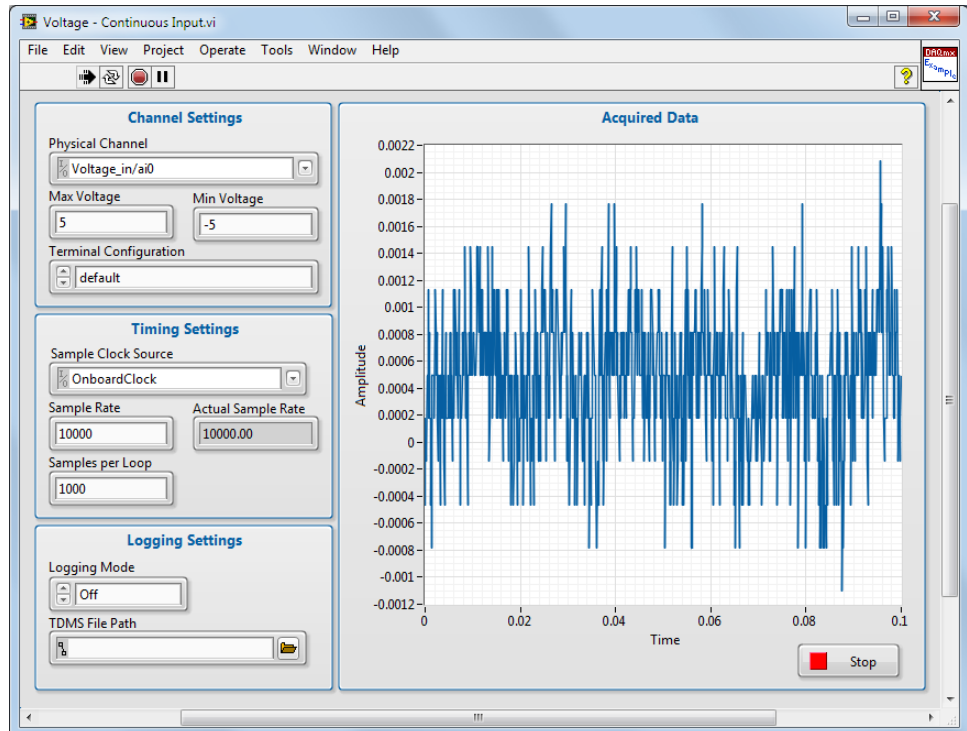 Voltage - Continuous Input.vi
File Edit View Project Operate Tools Window Help
DAQmx
Example
Channel Settings
Physical Channel
I/O Voltage_in/ai0
Max Voltage Min Voltage
5 -5
Terminal Configuration
default
Timing Settings
Sample Clock Source
I/O OnboardClock
Sample Rate Actual Sample Rate
10000 10000.00
Samples per Loop
1000
Logging Settings
Logging Mode
Off
TDMS File Path
Acquired Data
0.0022
0.002
0.0018
0.0016
0.0014
0.0012
0.001
0.0008
0.0006
0.0004
0.0002
0
-0.0002
-0.0004
-0.0006
-0.0008
-0.001
-0.0012
Amplitude
0 0.02 0.04 0.06 0.08 0.1
Time
Stop